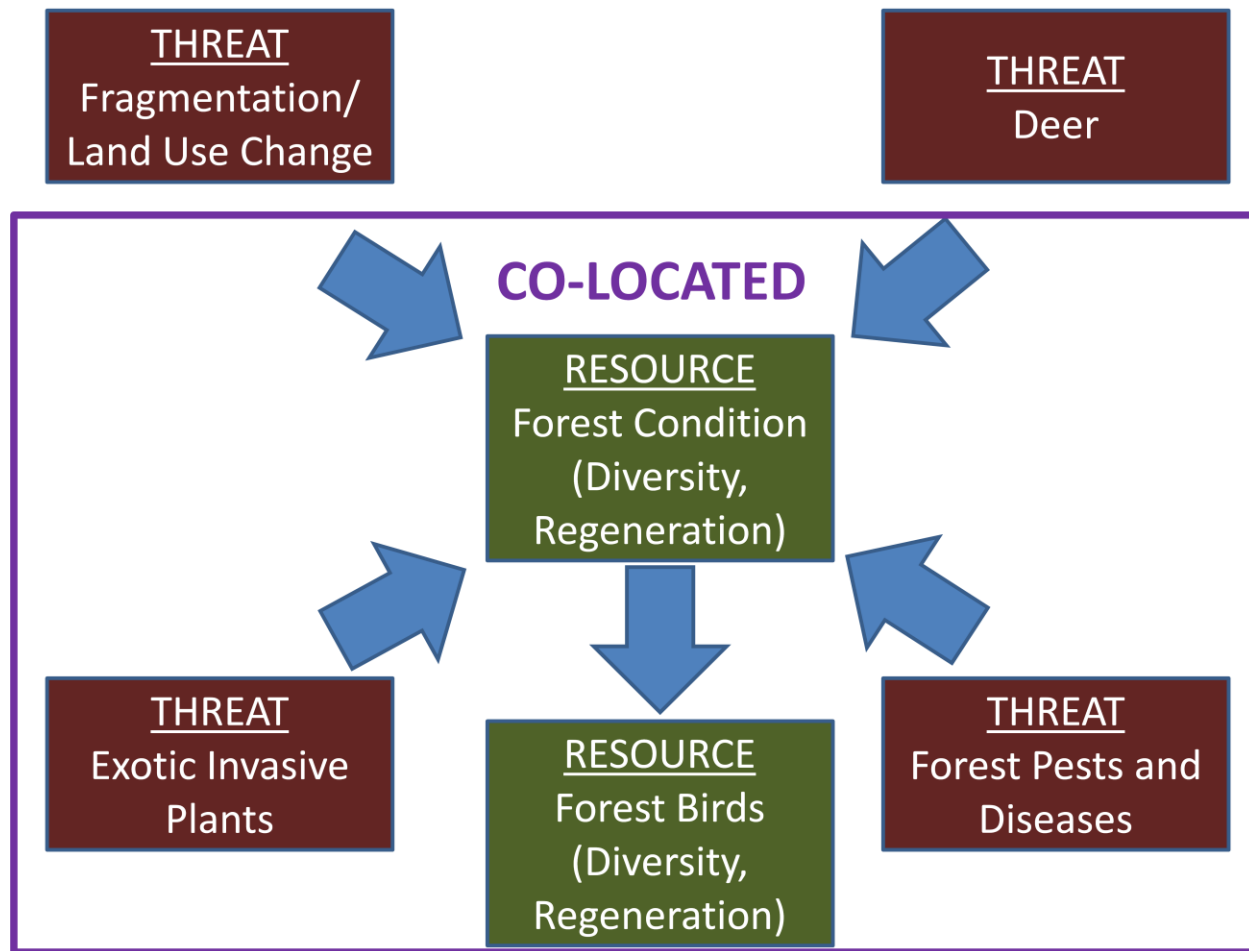 THREAT
Fragmentation/
Land Use Change
THREAT
Deer
CO-LOCATED
RESOURCE
Forest Condition
(Diversity,
Regeneration)
THREAT
Exotic Invasive
Plants
RESOURCE
Forest Birds
(Diversity,
Regeneration)
THREAT
Forest Pests and
Diseases